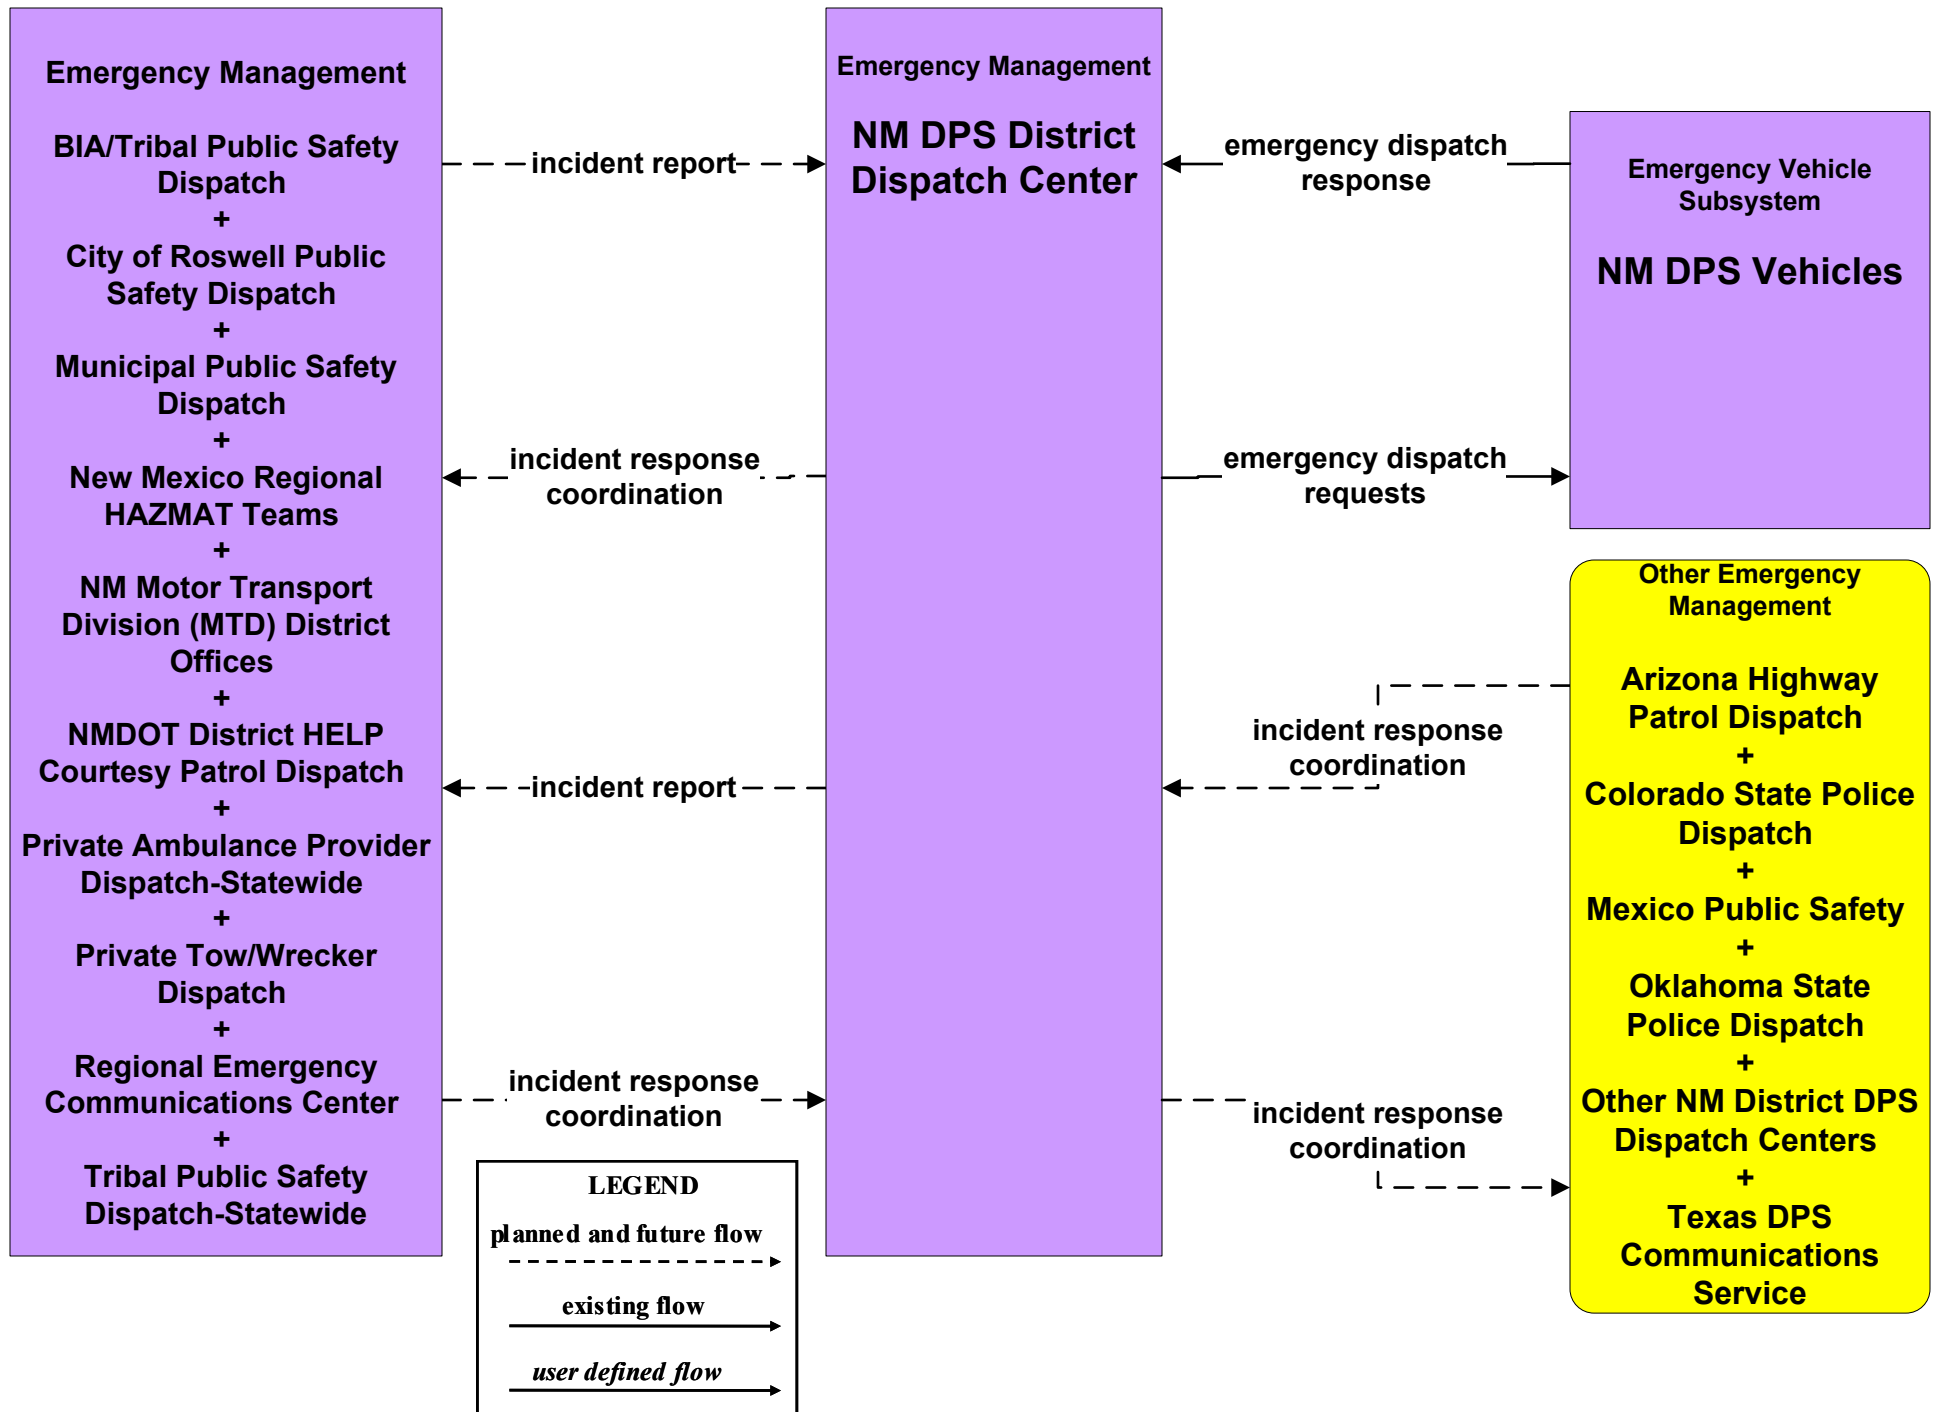 Emergency Management
BIA/Tribal Public Safety
Dispatch
+
City of Roswell Public
Safety Dispatch
+
Municipal Public Safety
Dispatch
+
New Mexico Regional
HAZMAT Teams
+
NM Motor Transport
Division (MTD) District
Offices
+
NMDOT District HELP
Courtesy Patrol Dispatch
+
Private Ambulance Provider
Dispatch-Statewide
+
Private Tow/Wrecker
Dispatch
+
Regional Emergency
Communications Center
+
Tribal Public Safety
Dispatch-Statewide
incident report
incident response
coordination
incident report
incident response
coordination
Emergency Management
NM DPS District
Dispatch Center
emergency dispatch
response
emergency dispatch
requests
incident response
coordination
incident response
coordination
Emergency Vehicle
Subsystem
NM DPS Vehicles
Other Emergency
Management
Arizona Highway
Patrol Dispatch
+
Colorado State Police
Dispatch
+
Mexico Public Safety
+
Oklahoma State
Police Dispatch
+
Other NM District DPS
Dispatch Centers
+
Texas DPS
Communications
Service
LEGEND
planned and future flow
existing flow
user defined flow